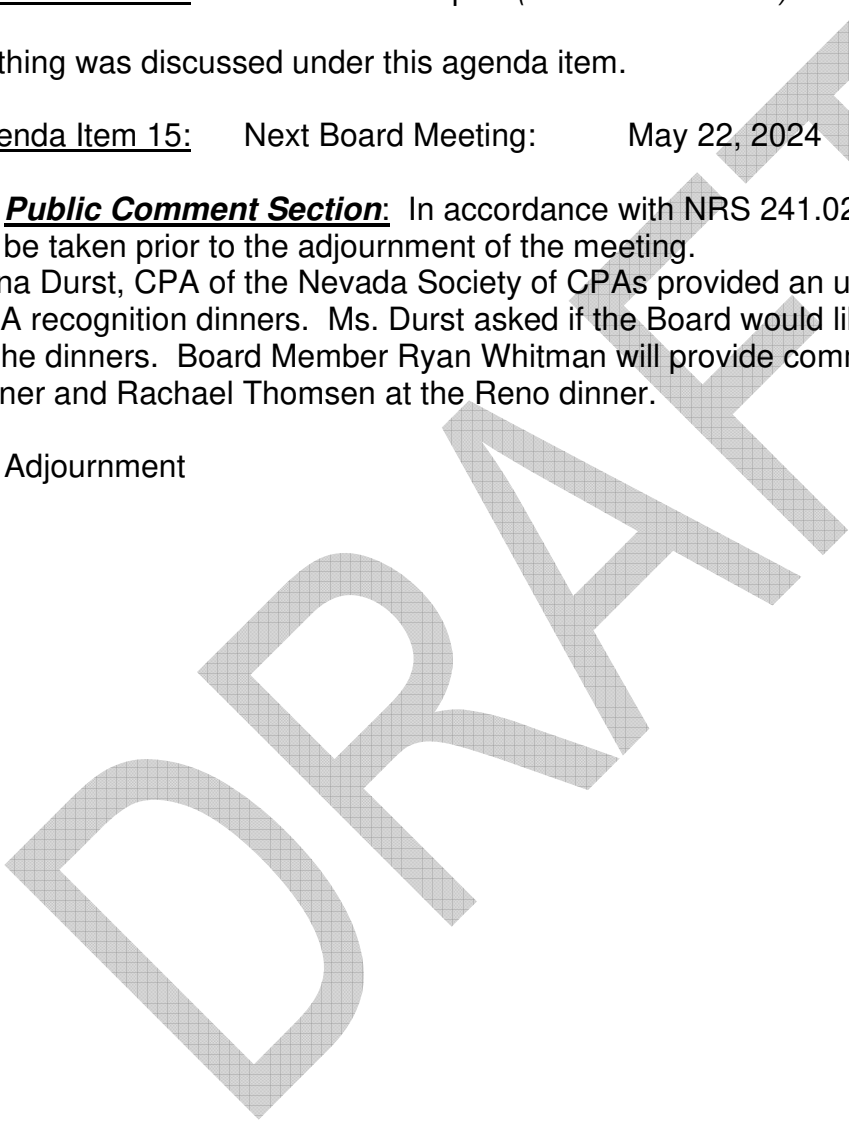 thing was discussed under this agenda item.
enda Item 15: Next Board Meeting: May 22, 2024
Public Comment Section: In accordance with NRS 241.02
be taken prior to the adjournment of the meeting.
na Durst, CPA of the Nevada Society of CPAs provided an u
A recognition dinners. Ms. Durst asked if the Board would li
he dinners. Board Member Ryan Whitman will provide comm
ner and Rachael Thomsen at the Reno dinner.
Adjournment
DRAFT